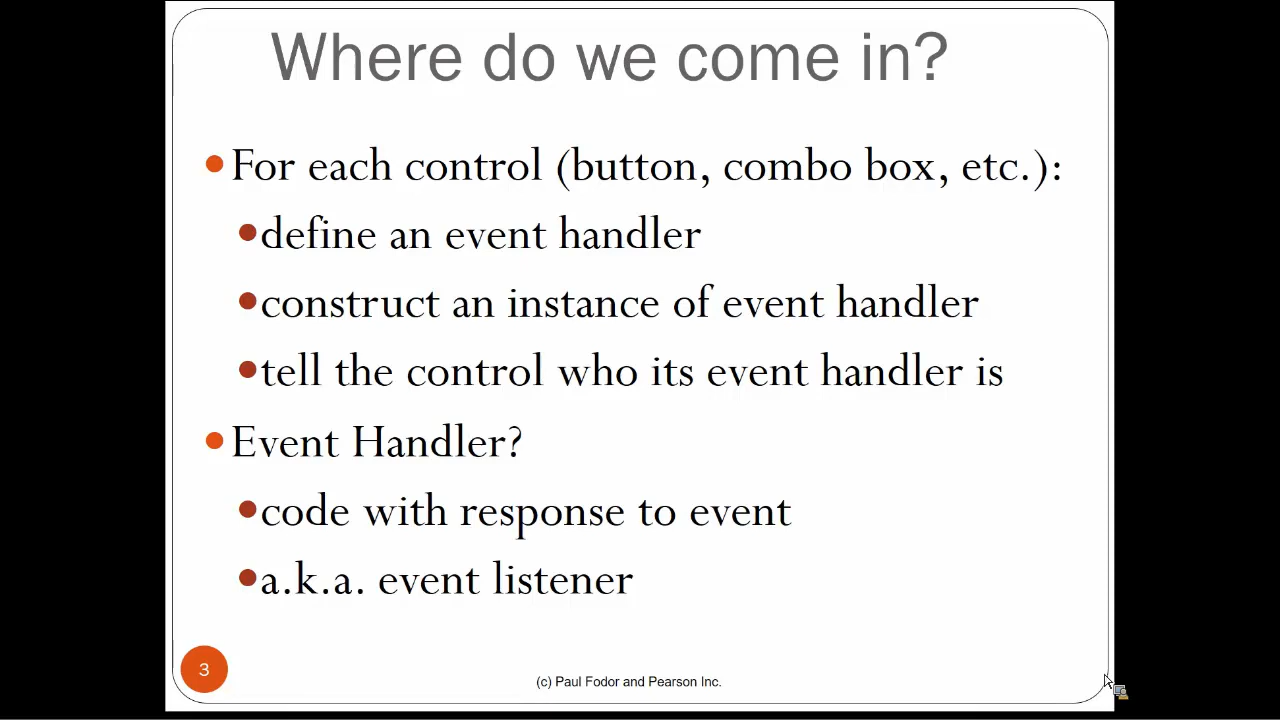 Where do we come in?
For each control (button, combo box, etc.):
define an event handler
construct an instance of event handler
tell the control who its event handler is
Event Handler?
code with response to event
a.k.a. event listener
3
(c) Paul Fodor and Pearson Inc.